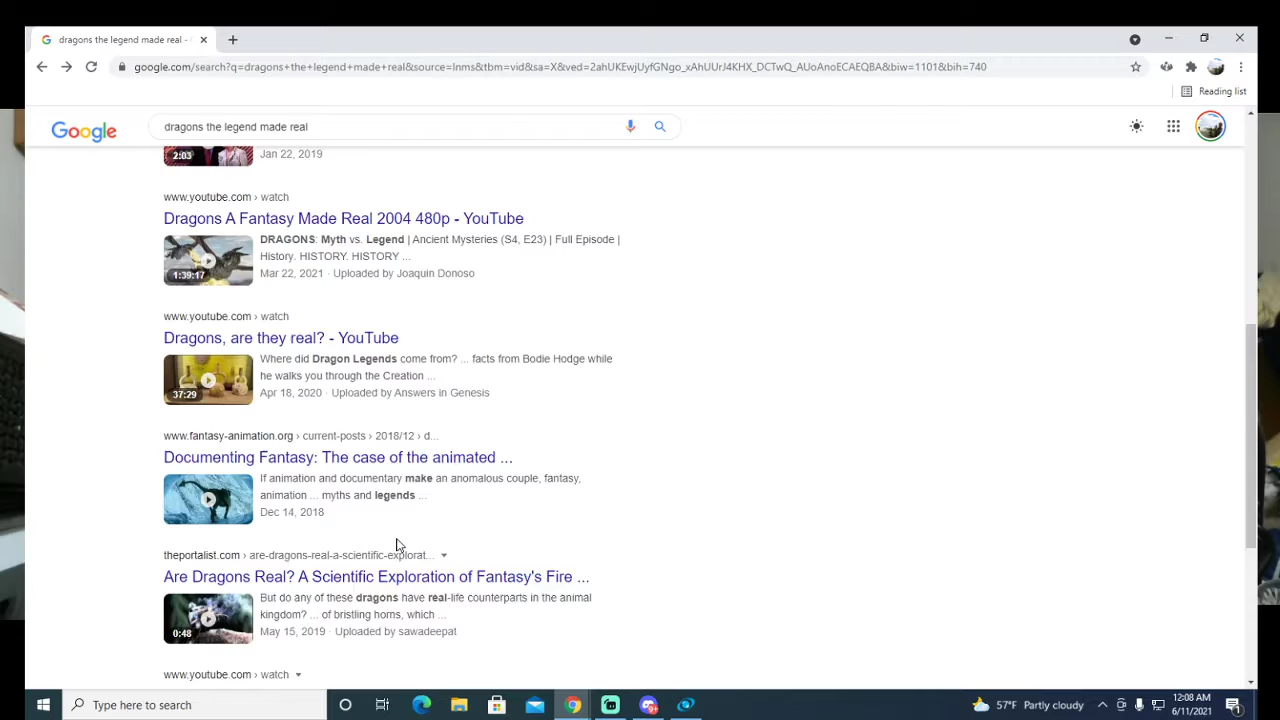 dragons the legend made real -
google.com/search?q=dragons+the+legend+made+real&source=lnms&tbm=vid&sa=X&ved=2ahUKEwjUyfGNgo_xAhUUrJ4KHX_DCTwQ_AUoAnoECAEQBA&biw=1101&bih=740
Reading list
Google
dragons the legend made real
2:03
Jan 22, 2019
www.youtube.com › watch
Dragons A Fantasy Made Real 2004 480p - YouTube
DRAGONS: Myth vs. Legend | Ancient Mysteries (S4, E23) | Full Episode |
History. HISTORY. HISTORY ...
1:39:17
Mar 22, 2021 · Uploaded by Joaquin Donoso
www.youtube.com › watch
Dragons, are they real? - YouTube
Where did Dragon Legends come from? ... facts from Bodie Hodge while
he walks you through the Creation ...
37:29
Apr 18, 2020 · Uploaded by Answers in Genesis
www.fantasy-animation.org › current-posts › 2018/12 › d...
Documenting Fantasy: The case of the animated ...
If animation and documentary make an anomalous couple, fantasy,
animation ... myths and legends ...
Dec 14, 2018
theportalist.com › are-dragons-real-a-scientific-explorat...
Are Dragons Real? A Scientific Exploration of Fantasy's Fire ...
But do any of these dragons have real-life counterparts in the animal
kingdom? ... of bristling horns, which ...
0:48
May 15, 2019 · Uploaded by sawadeepat
www.youtube.com › watch
Type here to search
57°F Partly cloudy
12:08 AM
6/11/2021
1